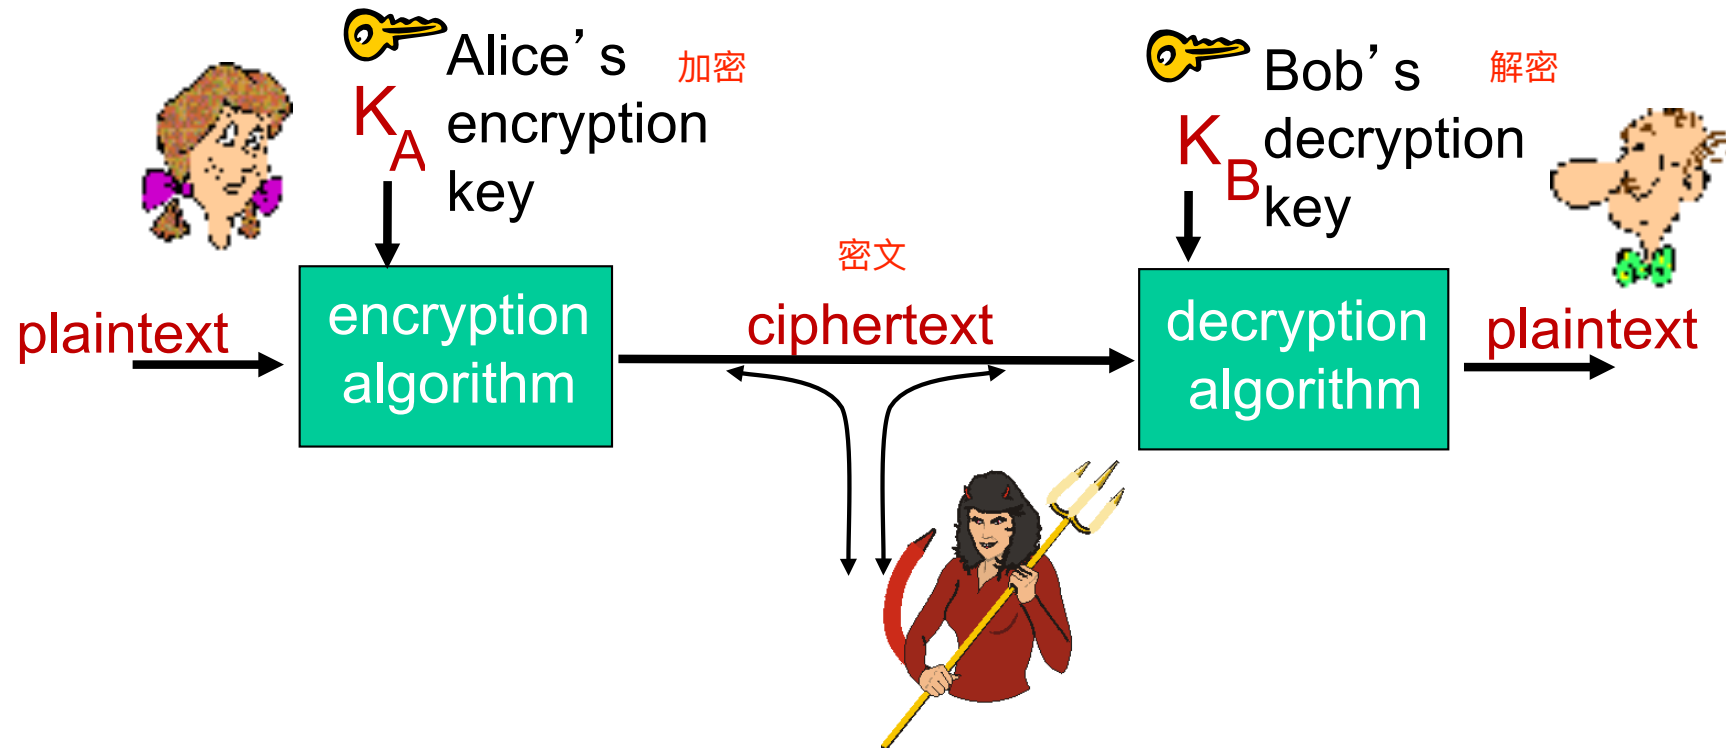 Alice’s
encryption
key
加密
K
A
Bob’s
decryption
key
解密
K
B
plaintext
encryption
algorithm
密文
ciphertext
decryption
algorithm
plaintext